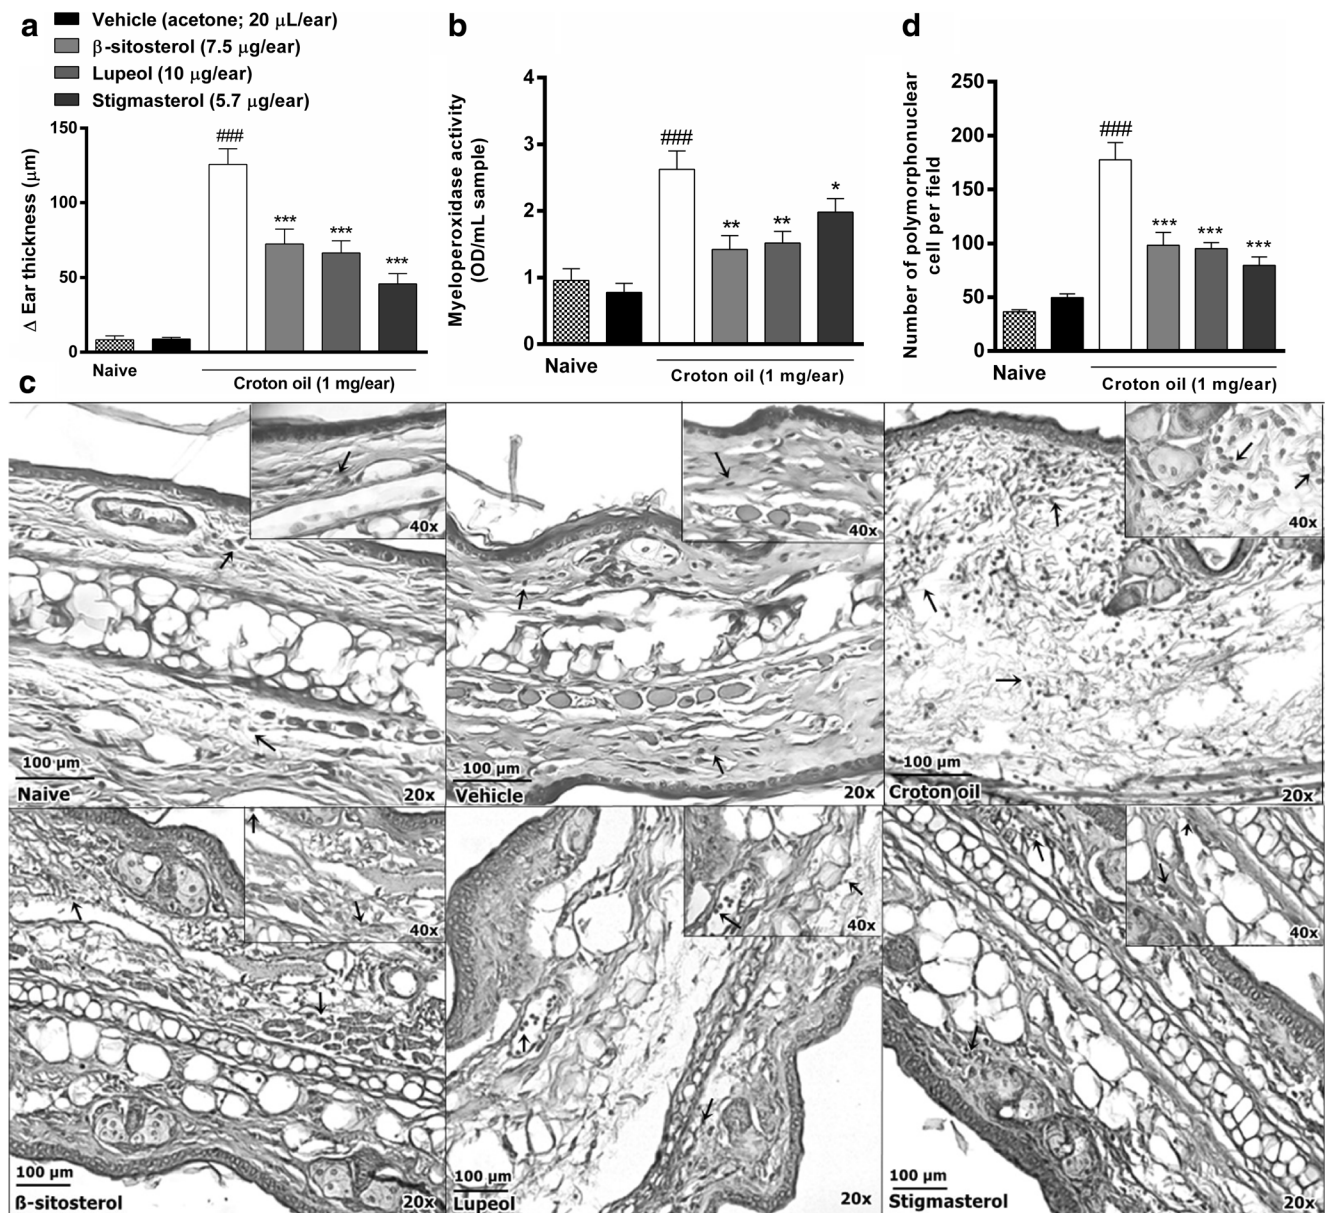 a
Vehicle (acetone; 20 μL/ear)
β-sitosterol (7.5 μg/ear)
Lupeol (10 μg/ear)
Stigmasterol (5.7 μg/ear)
Δ Ear thickness (μm)
150
100
50
0
###
***
***
***
Naive
Croton oil (1 mg/ear)
b
Myeloperoxidase activity
(OD/mL sample)
4
3
2
1
0
###
**
**
*
Naive
Croton oil (1 mg/ear)
d
Number of polymorphonuclear
cell per field
250
200
150
100
50
0
###
***
***
***
Naive
Croton oil (1 mg/ear)
c
40x
100 µm
Naive
20x
40x
100 µm
Vehicle
20x
40x
100 µm
Croton oil
20x
40x
100 µm
ß-sitosterol
20x
40x
100 µm
Lupeol
20x
40x
100 µm
Stigmasterol
20x